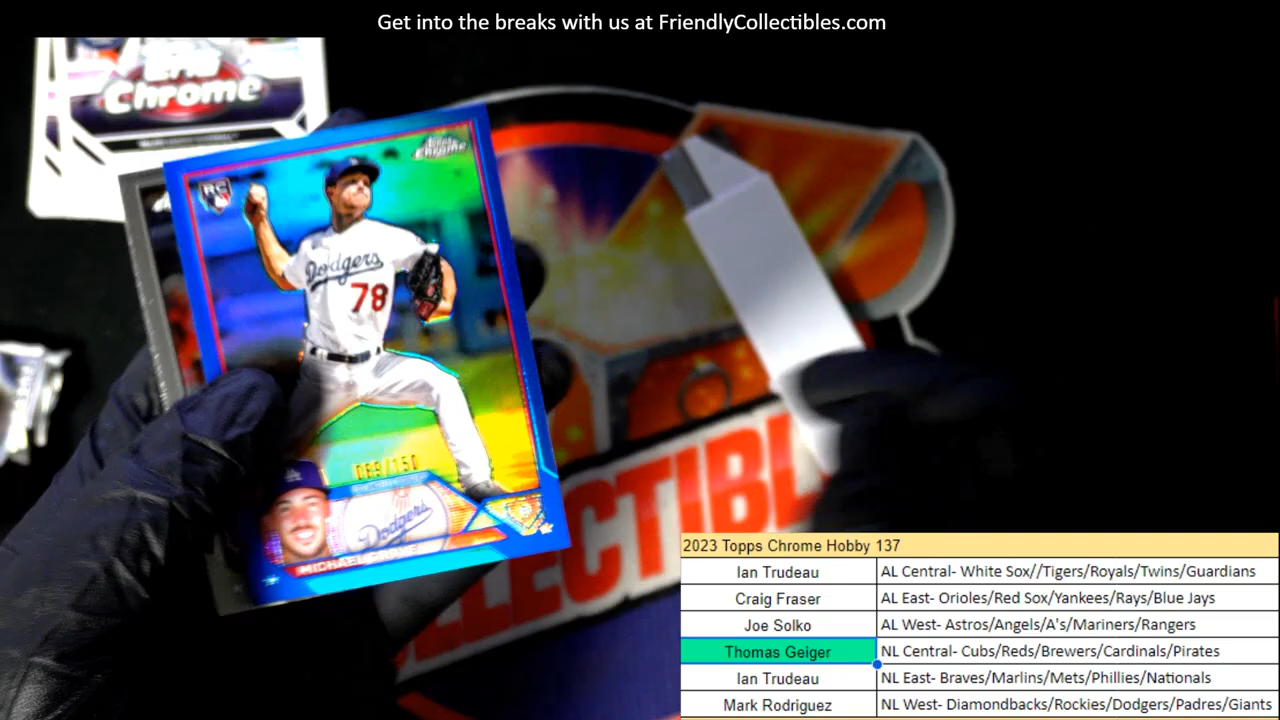 Get into the breaks with us at FriendlyCollectibles.com
Chrome
Topps
Chrome
RC
Dodgers
78
069/150
Dodgers
MICHAEL GROVE
2023 Topps Chrome Hobby 137
Ian Trudeau AL Central- White Sox//Tigers/Royals/Twins/Guardians
Craig Fraser AL East- Orioles/Red Sox/Yankees/Rays/Blue Jays
Joe Solko AL West- Astros/Angels/A's/Mariners/Rangers
Thomas Geiger NL Central- Cubs/Reds/Brewers/Cardinals/Pirates
Ian Trudeau NL East- Braves/Marlins/Mets/Phillies/Nationals
Mark Rodriguez NL West- Diamondbacks/Rockies/Dodgers/Padres/Giants